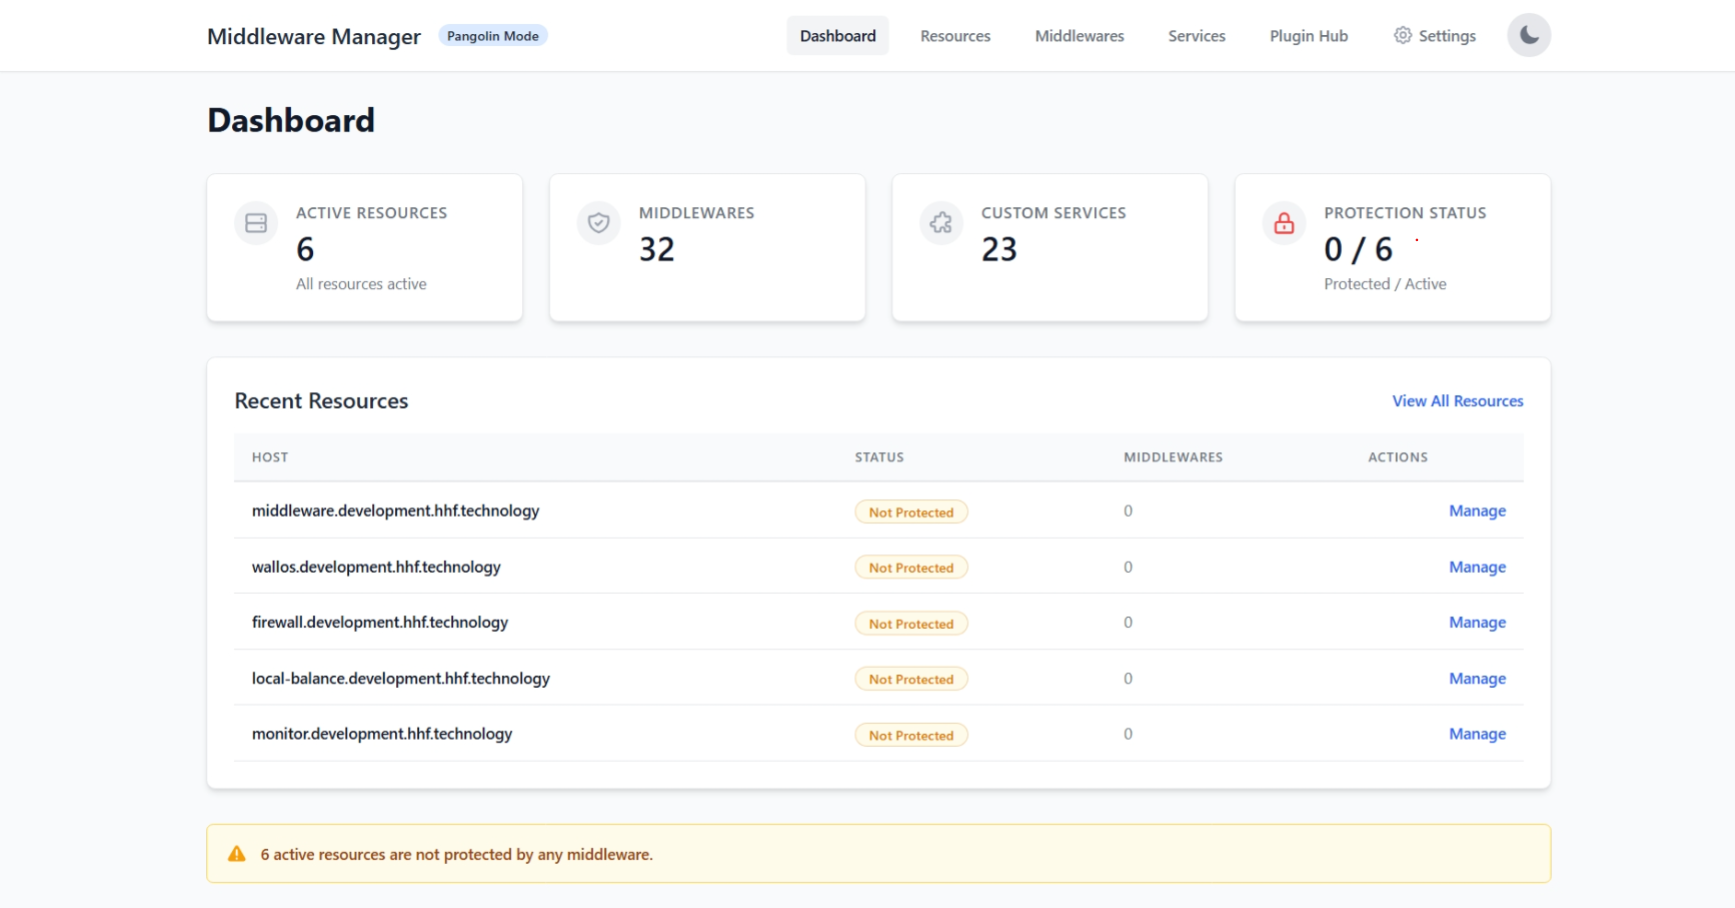 Middleware Manager Pangolin Mode Dashboard Resources Middlewares Services Plugin Hub Settings
Dashboard
ACTIVE RESOURCES
6
All resources active
MIDDLEWARES
32
CUSTOM SERVICES
23
PROTECTION STATUS
0 / 6
Protected / Active
Recent Resources View All Resources
HOST STATUS MIDDLEWARES ACTIONS
middleware.development.hhf.technology Not Protected 0 Manage
wallos.development.hhf.technology Not Protected 0 Manage
firewall.development.hhf.technology Not Protected 0 Manage
local-balance.development.hhf.technology Not Protected 0 Manage
monitor.development.hhf.technology Not Protected 0 Manage
6 active resources are not protected by any middleware.